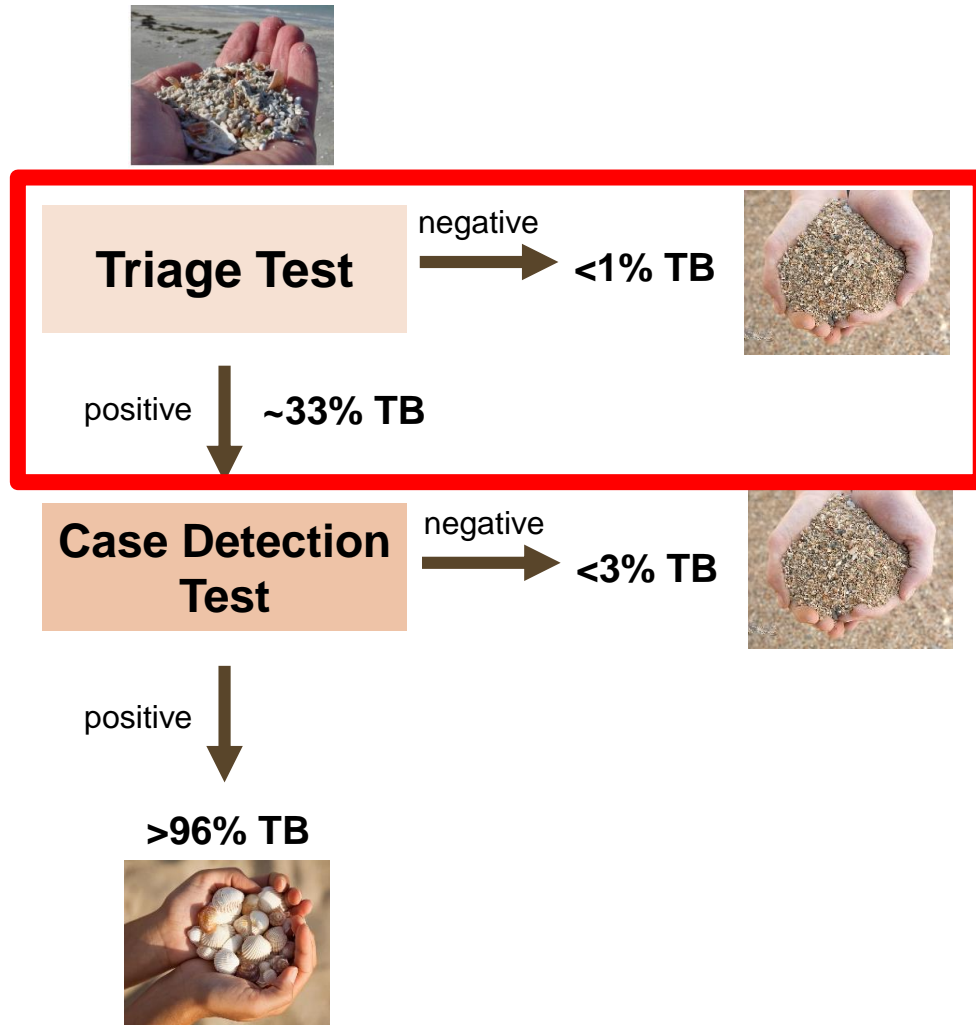 negative
Triage Test
<1% TB
positive
~33% TB
Case Detection
Test
negative
<3% TB
positive
>96% TB